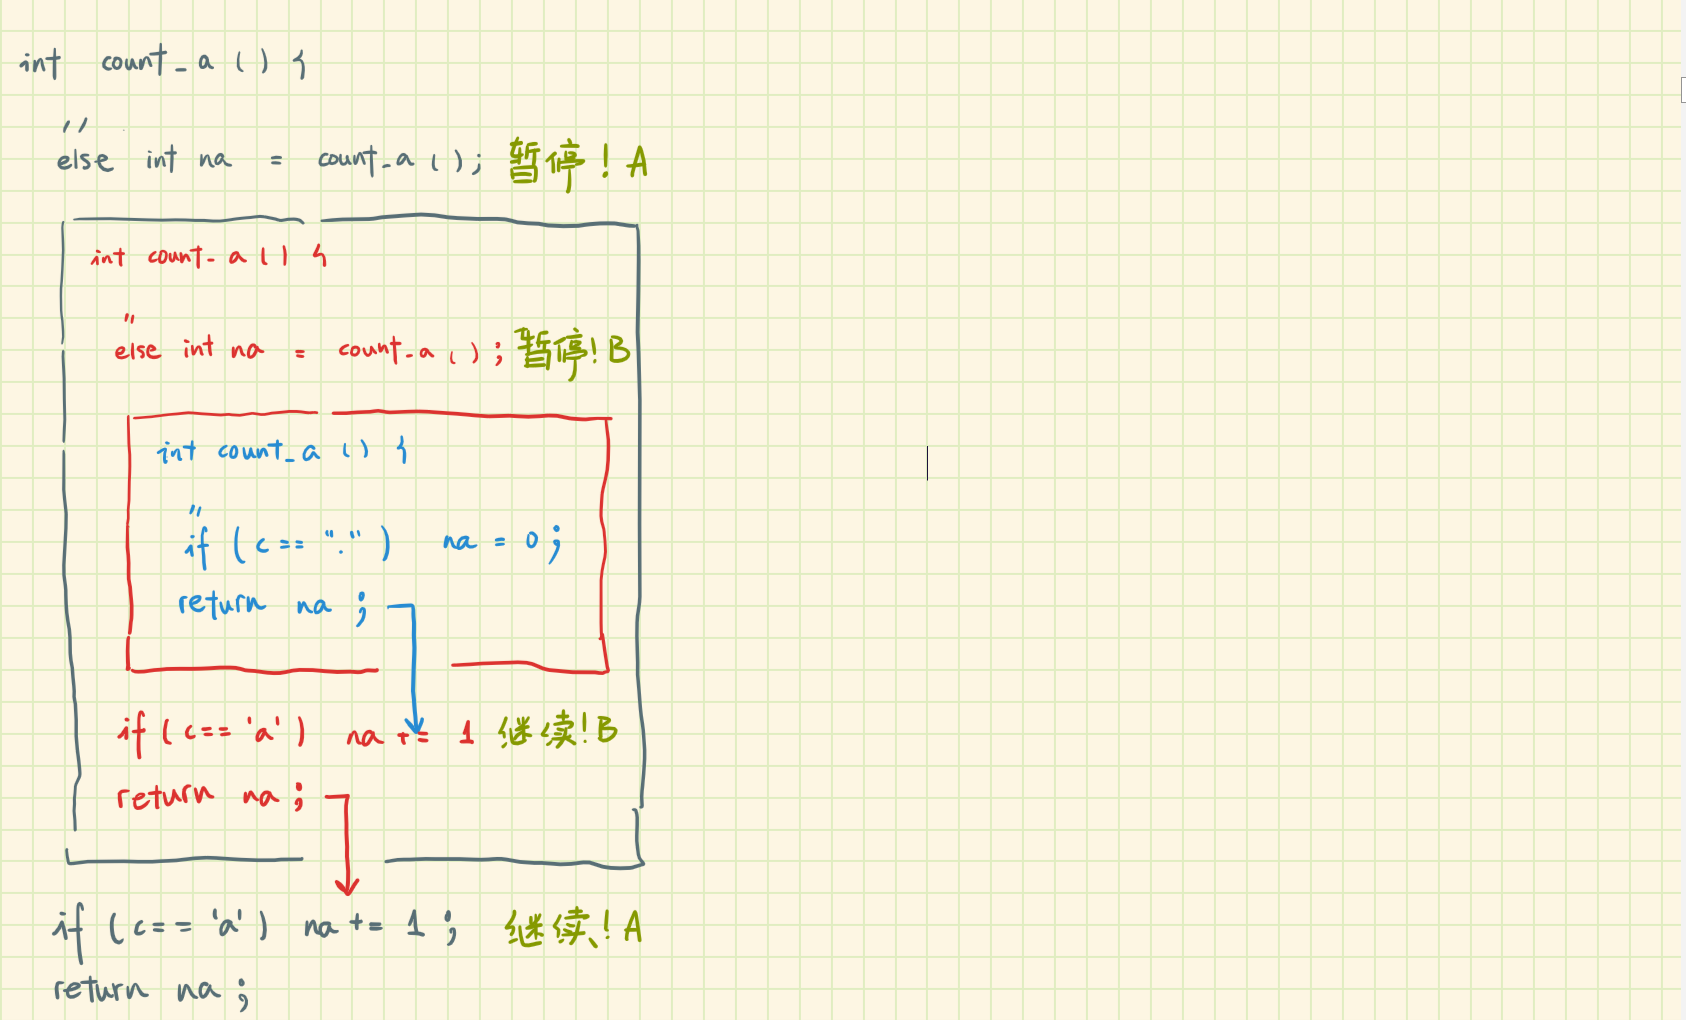 int count_a () {
"
else int na = count_a (); 暂停! A
int count_a () {
"
else int na = count_a (); 暂停! B
int count_a () {
"
if (c == ".") na = 0;
return na;
if (c == 'a') na += 1 继续! B
return na;
if (c == 'a') na += 1; 继续! A
return na;